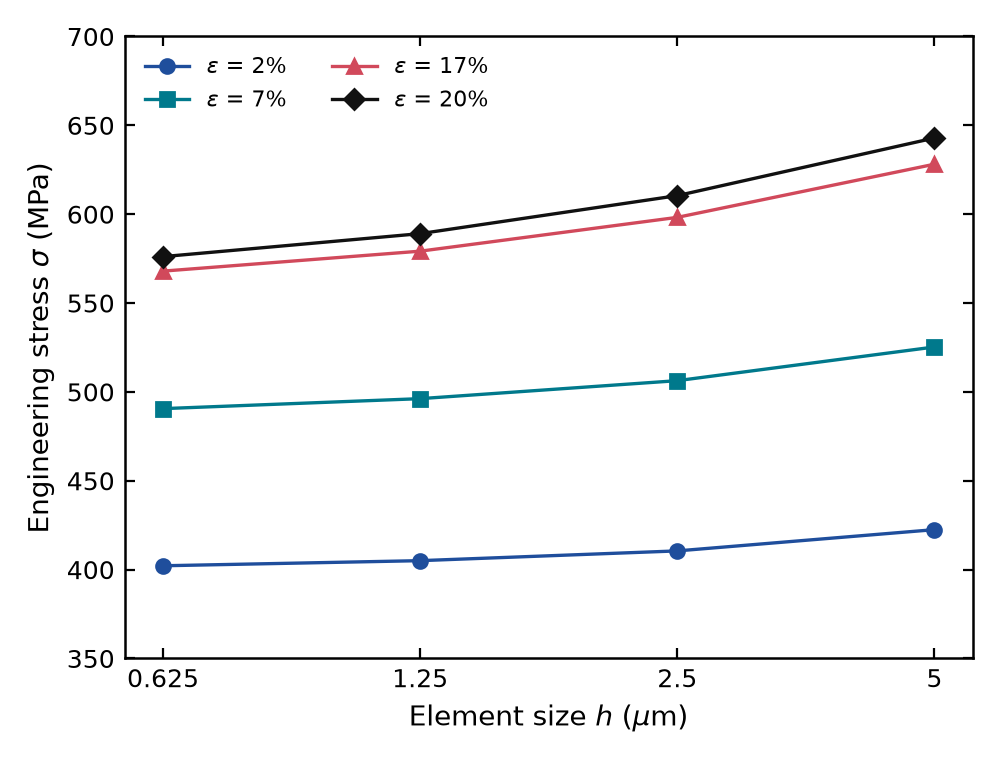 700
650
600
550
500
450
400
350
Engineering stress σ (MPa)
ε = 2%
ε = 7%
ε = 17%
ε = 20%
0.625 1.25 2.5 5
Element size h (μm)